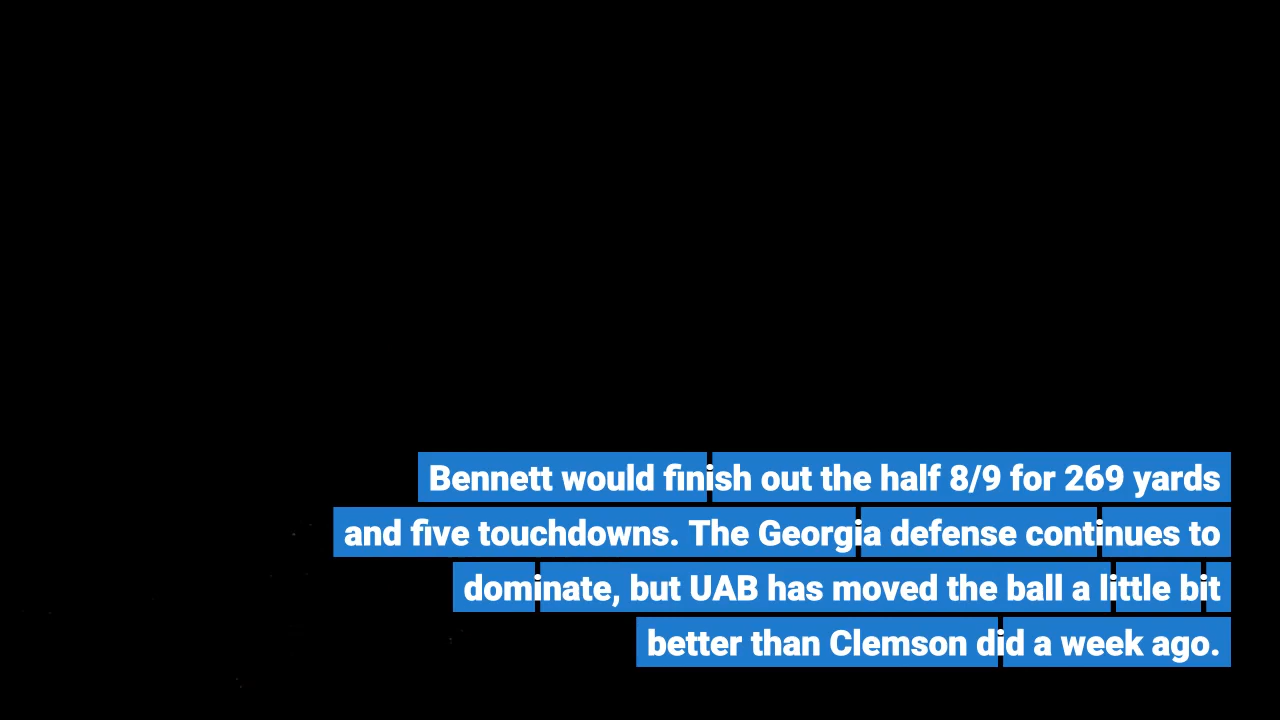 Bennett would finish out the half 8/9 for 269 yards
and five touchdowns. The Georgia defense continues to
dominate, but UAB has moved the ball a little bit
better than Clemson did a week ago.